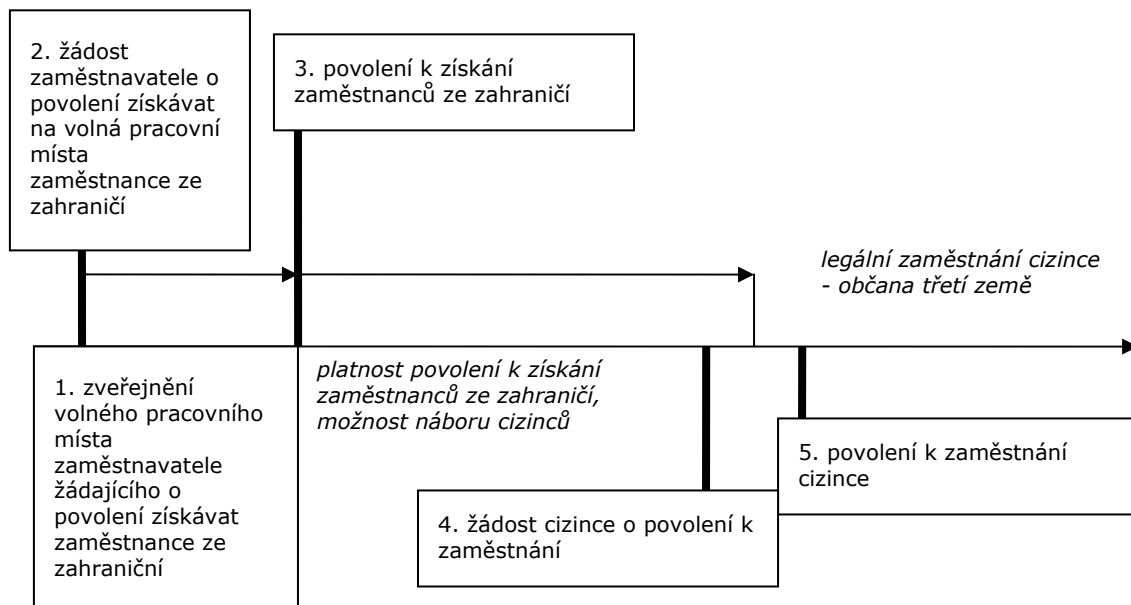 2. žádost
zaměstnavatele o
povolení získávat
na volná pracovní
místa
zaměstnance ze
zahraničí
3. povolení k získání
zaměstnanců ze zahraničí
legální zaměstnání cizince
- občana třetí země
1. zveřejnění
volného pracovního
místa
zaměstnavatele
žádajícího o
povolení získávat
zaměstnance ze
zahraniční
platnost povolení k získání
zaměstnanců ze zahraničí,
možnost náboru cizinců
4. žádost cizince o povolení k
zaměstnání
5. povolení k zaměstnání
cizince